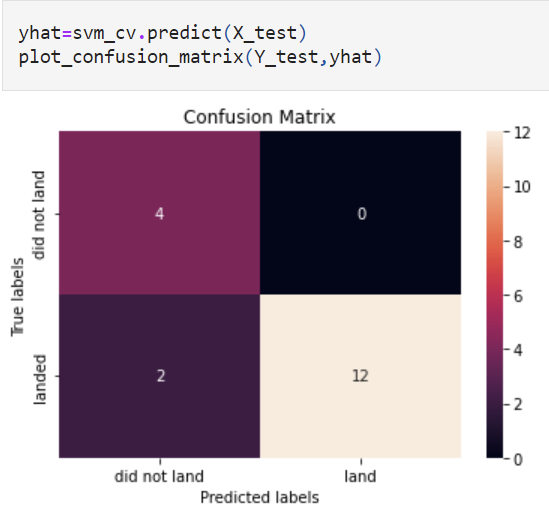 yhat=svm_cv.predict(X_test)
plot_confusion_matrix(Y_test,yhat)
Confusion Matrix
True labels
did not land
landed
4
0
2
12
did not land
land
Predicted labels
12
10
8
6
4
2
0